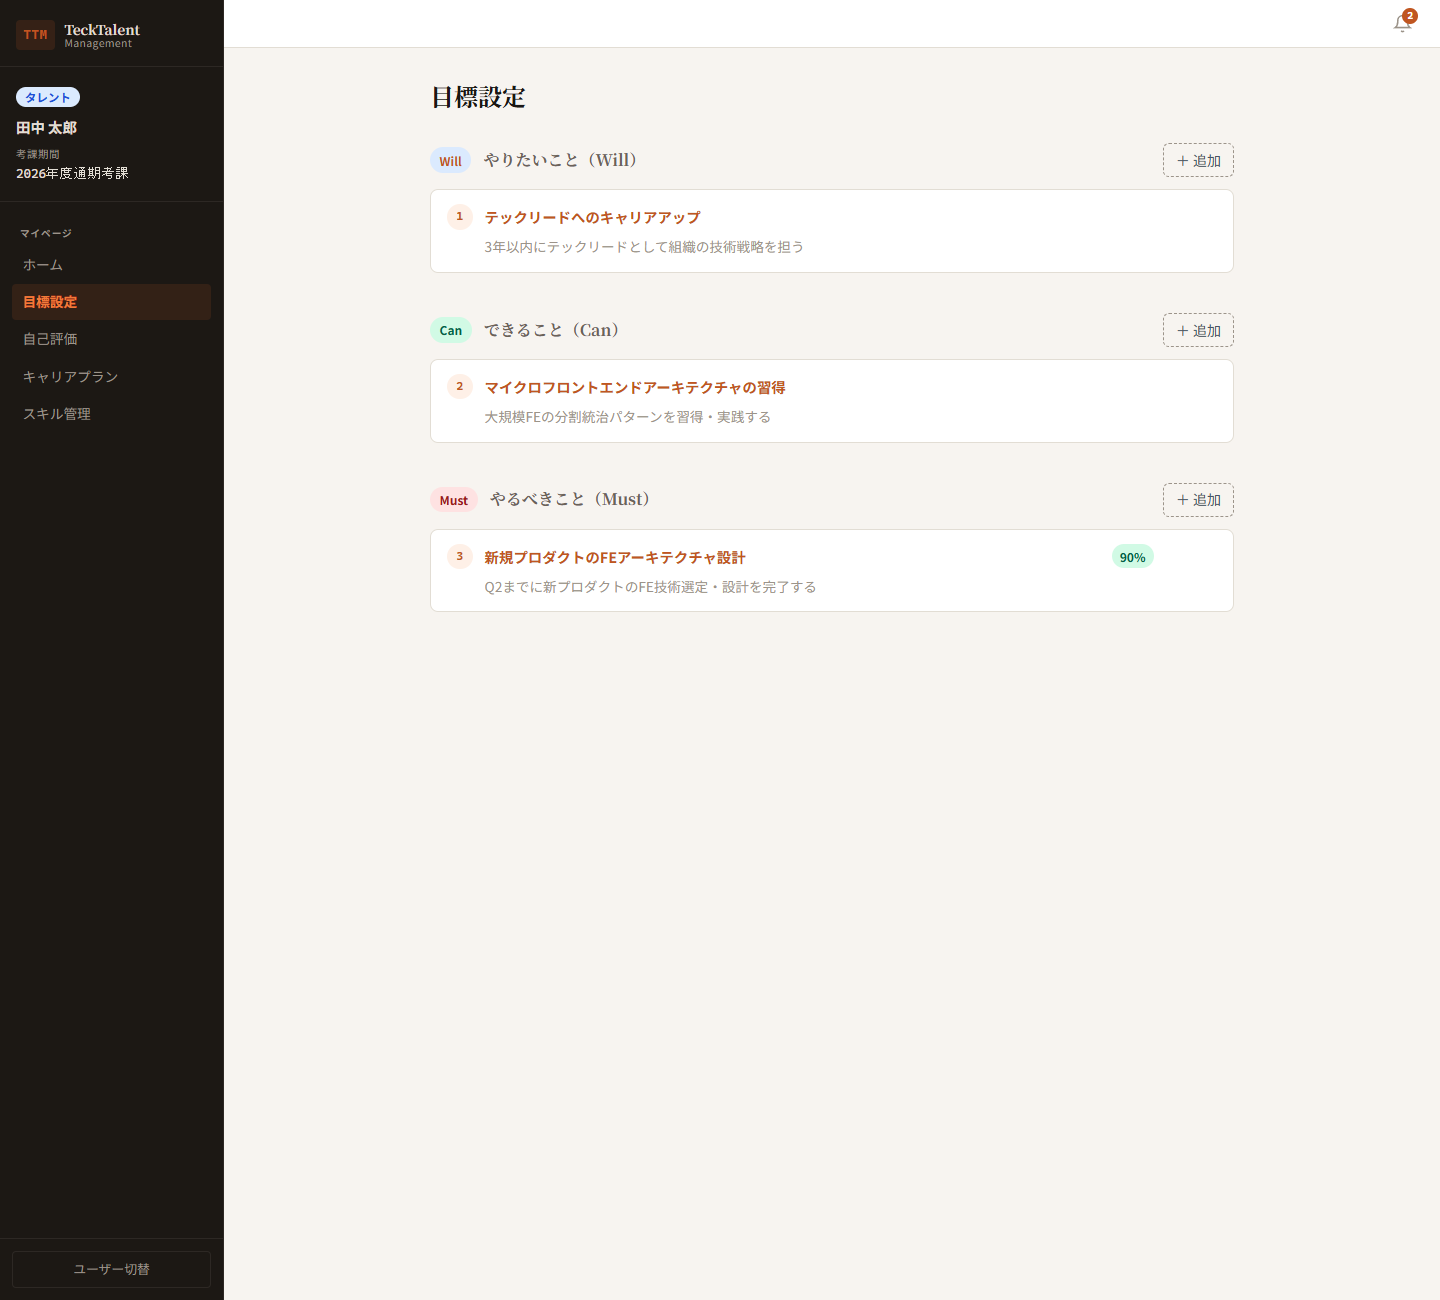 TTM
TeckTalent
Management
タレント
田中 太郎
考課期間
2026年度通期考課
マイページ
ホーム
目標設定
自己評価
キャリアプラン
スキル管理
ユーザー切替
2
目標設定
Will やりたいこと（Will）
＋ 追加
1 テックリードへのキャリアアップ
3年以内にテックリードとして組織の技術戦略を担う
Can できること（Can）
＋ 追加
2 マイクロフロントエンドアーキテクチャの習得
大規模FEの分割統治パターンを習得・実践する
Must やるべきこと（Must）
＋ 追加
3 新規プロダクトのFEアーキテクチャ設計 90%
Q2までに新プロダクトのFE技術選定・設計を完了する